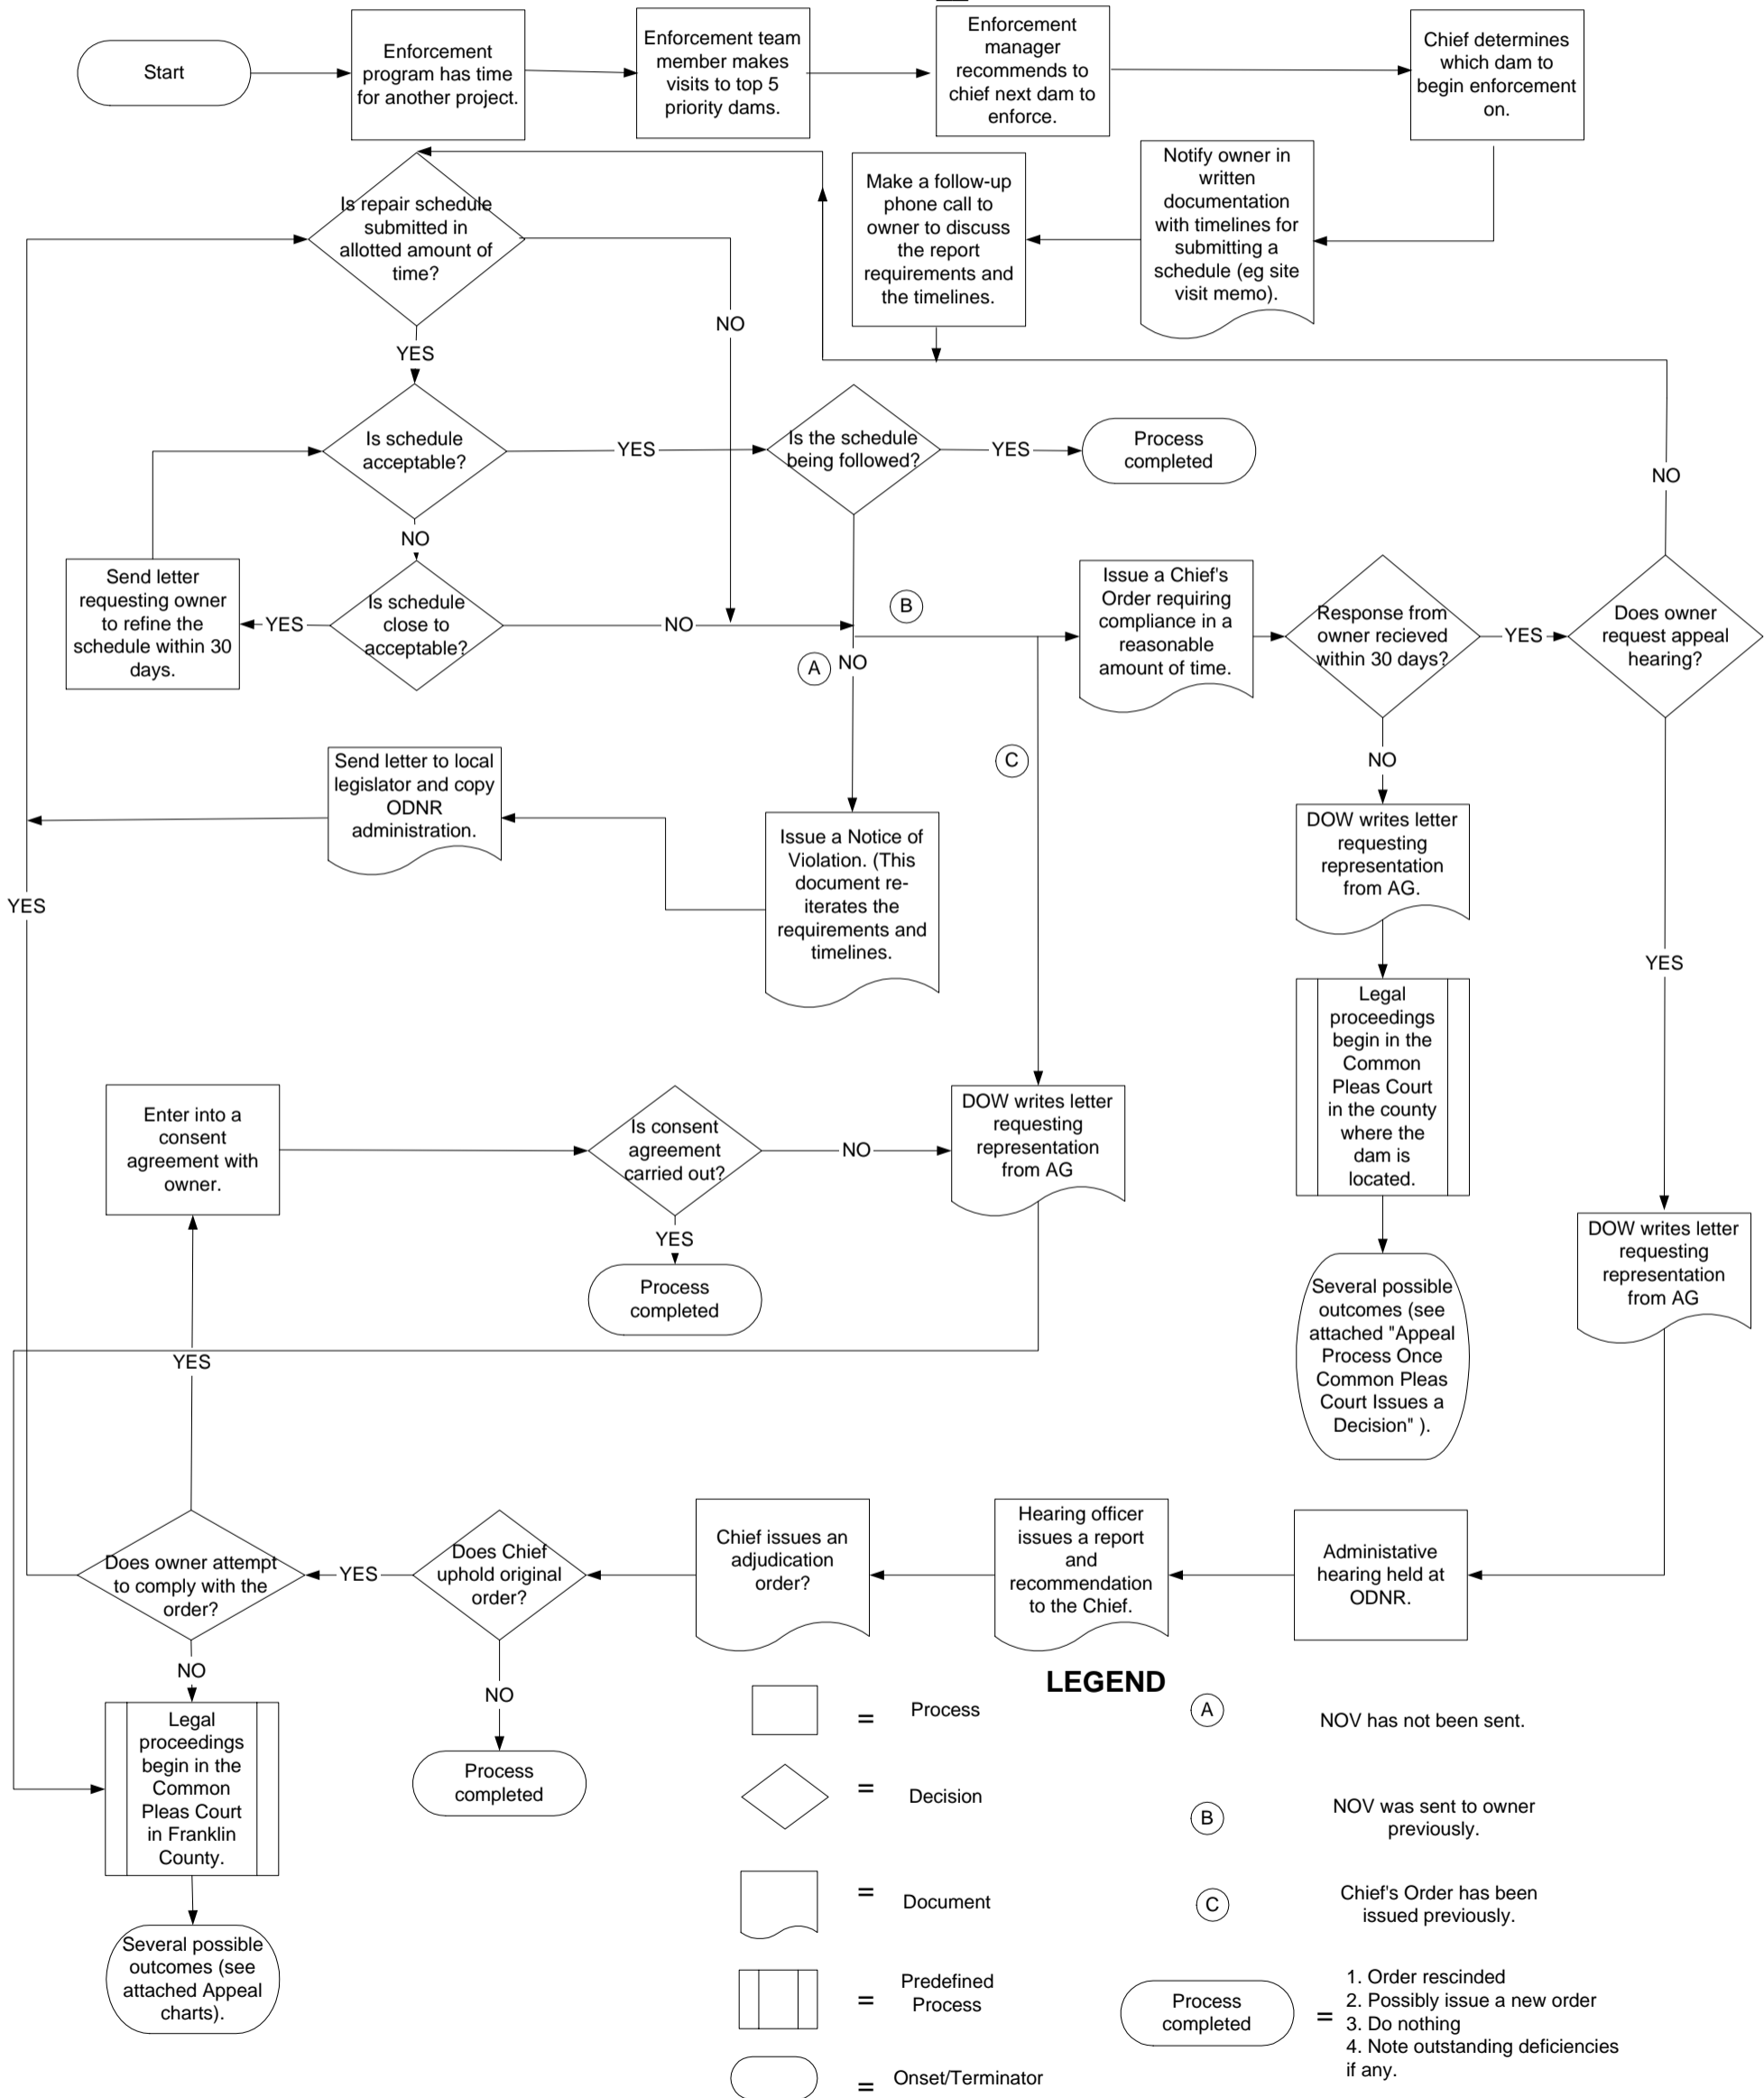 Start
Enforcement
program has time
for another project.
Enforcement team
member makes
visits to top 5
priority dams.
Enforcement
manager
recommends to
chief next dam to
enforce.
Chief determines
which dam to
begin enforcement
on.
Is repair schedule
submitted in
allotted amount of
time?
Make a follow-up
phone call to
owner to discuss
the report
requirements and
the timelines.
Notify owner in
written
documentation
with timelines for
submitting a
schedule (eg site
visit memo).
NO
YES
Is schedule
acceptable?
YES
Is the schedule
being followed?
YES
Process
completed
NO
NO
Send letter
requesting owner
to refine the
schedule within 30
days.
YES
Is schedule
close to
acceptable?
NO
B
A
NO
Issue a Chief's
Order requiring
compliance in a
reasonable
amount of time.
Response from
owner recieved
within 30 days?
YES
Does owner
request appeal
hearing?
C
NO
Send letter to local
legislator and copy
ODNR
administration.
Issue a Notice of
Violation. (This
document re-
iterates the
requirements and
timelines.
DOW writes letter
requesting
representation
from AG.
YES
YES
Legal
proceedings
begin in the
Common
Pleas Court
in the county
where the
dam is
located.
Enter into a
consent
agreement with
owner.
Is consent
agreement
carried out?
NO
DOW writes letter
requesting
representation
from AG
YES
Process
completed
DOW writes letter
requesting
representation
from AG
Several possible
outcomes (see
attached "Appeal
Process Once
Common Pleas
Court Issues a
Decision" ).
YES
Does owner attempt
to comply with the
order?
YES
Does Chief
uphold original
order?
Chief issues an
adjudication
order?
Hearing officer
issues a report
and
recommendation
to the Chief.
Administative
hearing held at
ODNR.
NO
NO
Legal
proceedings
begin in the
Common
Pleas Court
in Franklin
County.
Process
completed
Several possible
outcomes (see
attached Appeal
charts).
LEGEND
= Process
= Decision
= Document
= Predefined
Process
= Onset/Terminator
A NOV has not been sent.
B NOV was sent to owner
previously.
C Chief's Order has been
issued previously.
Process
completed
=
1. Order rescinded
2. Possibly issue a new order
3. Do nothing
4. Note outstanding deficiencies
if any.